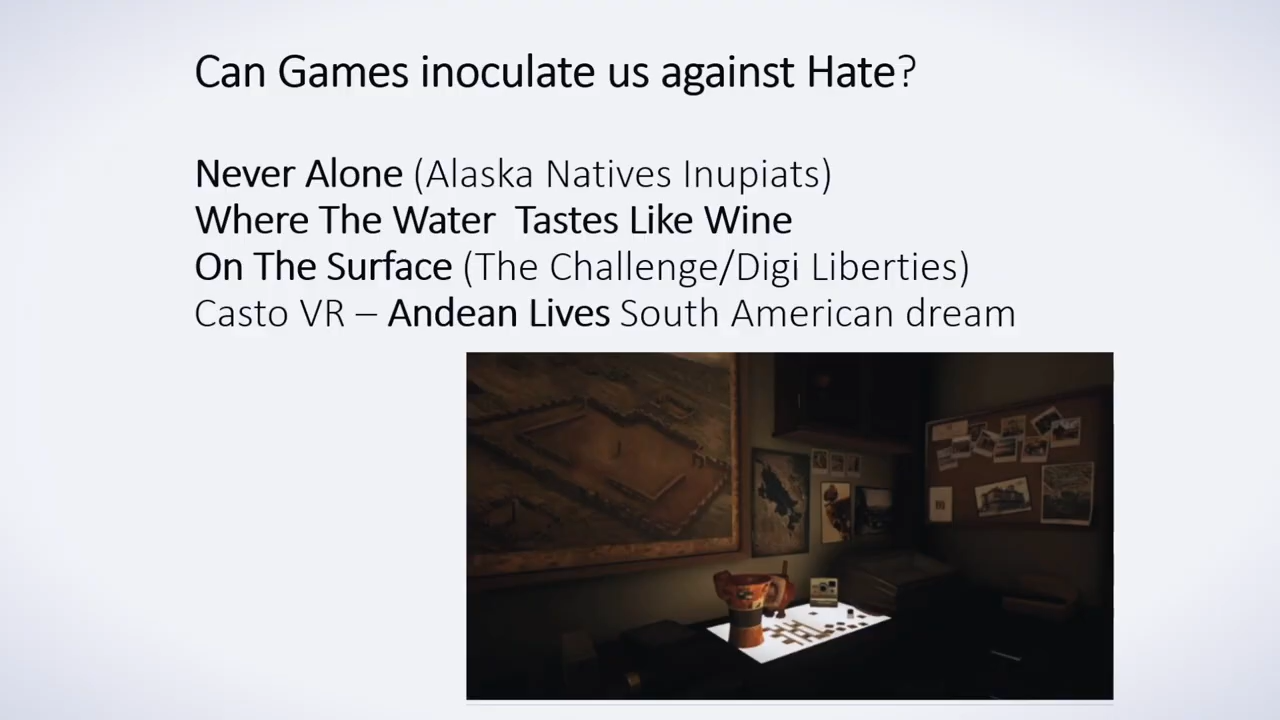 Can Games inoculate us against Hate?
Never Alone (Alaska Natives Inupiats)
Where The Water  Tastes Like Wine
On The Surface (The Challenge/Digi Liberties)
Casto VR – Andean Lives South American dream